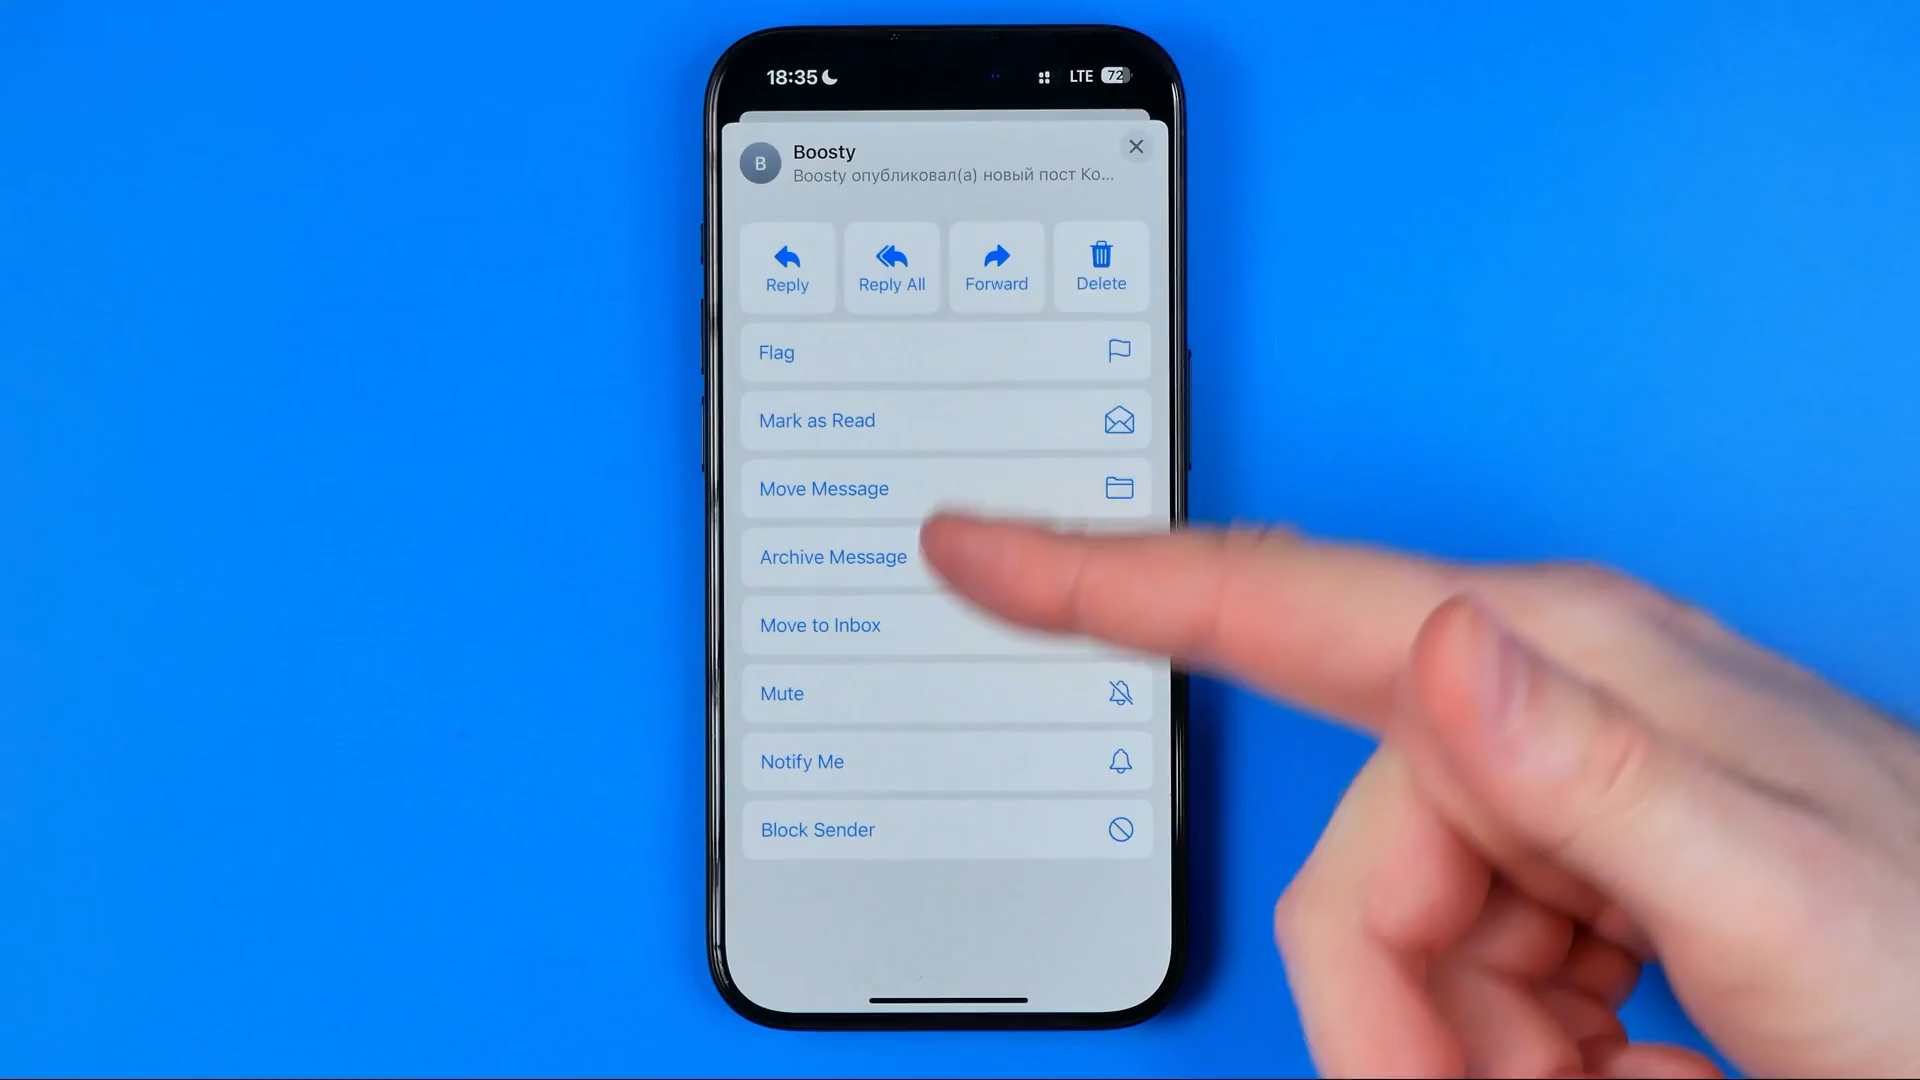 18:35
LTE 72
B
Boosty
Boosty опубликовал(а) новый пост Ко...
Reply
Reply All
Forward
Delete
Flag
Mark as Read
Move Message
Archive Message
Move to Inbox
Mute
Notify Me
Block Sender